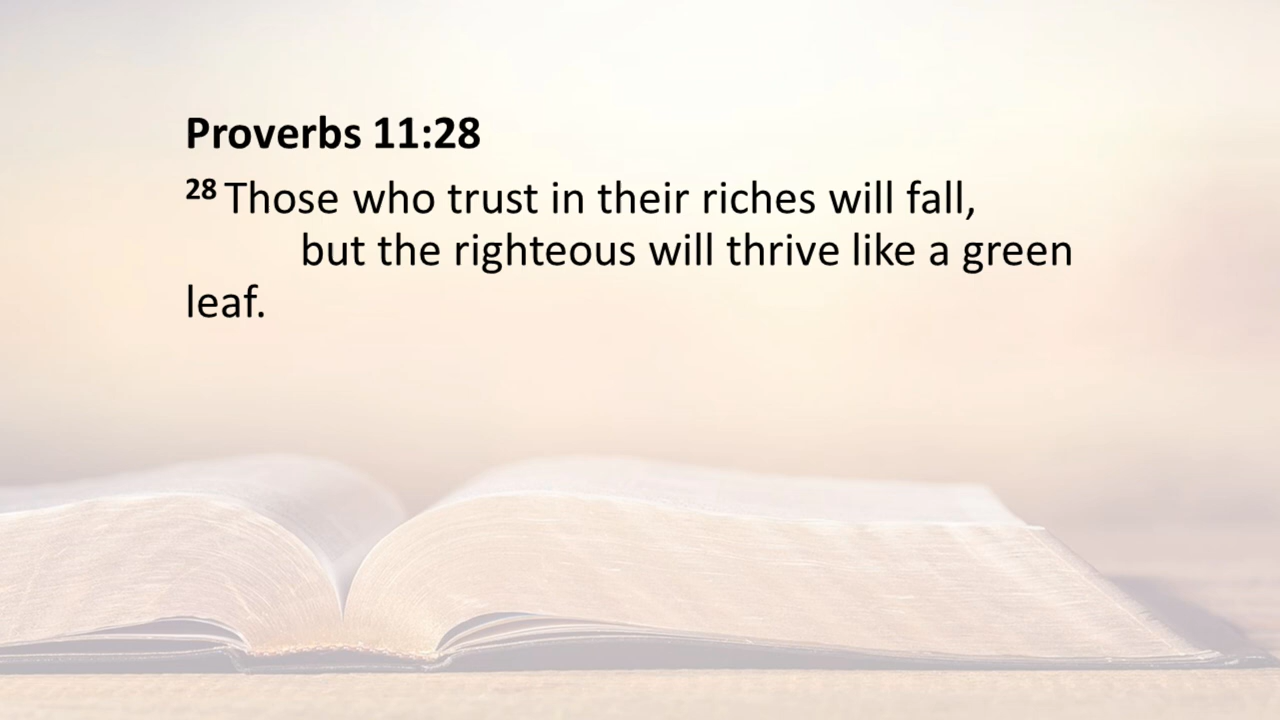 Proverbs 11:28
28 Those who trust in their riches will fall,
but the righteous will thrive like a green
leaf.